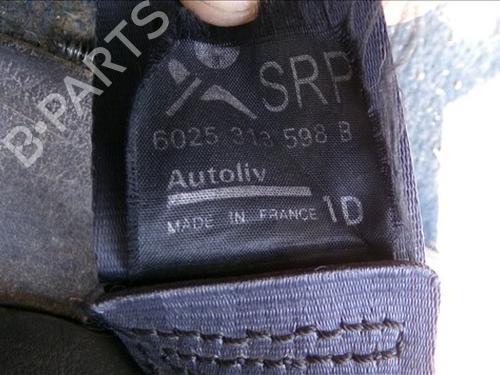 B-PARTS
SRP
6025 313 598 B
Autoliv
MADE IN FRANCE 1D